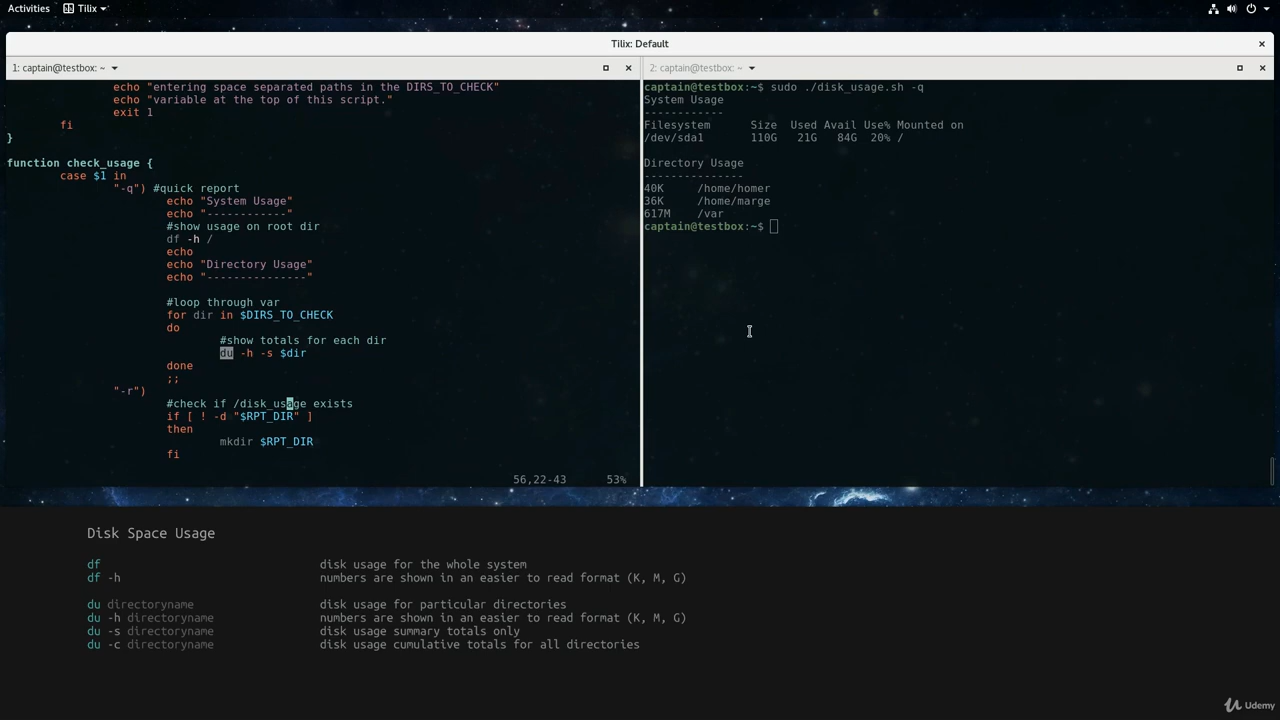 Activities Tilix
Tilix: Default
1: captain@testbox: ~
echo "entering space separated paths in the DIRS_TO_CHECK"
echo "variable at the top of this script."
exit 1
fi
}
function check_usage {
case $1 in
"-q") #quick report
echo "System Usage"
echo "------------"
#show usage on root dir
df -h /
echo
echo "Directory Usage"
echo "---------------"
#loop through var
for dir in $DIRS_TO_CHECK
do
#show totals for each dir
du -h -s $dir
done
;;
"-r")
#check if /disk_usage exists
if [ ! -d "$RPT_DIR" ]
then
mkdir $RPT_DIR
fi
56,22-43 53%
2: captain@testbox: ~
captain@testbox:~$ sudo ./disk_usage.sh -q
System Usage
------------
Filesystem Size Used Avail Use% Mounted on
/dev/sda1 110G 21G 84G 20% /
Directory Usage
---------------
40K /home/homer
36K /home/marge
617M /var
captain@testbox:~$
Disk Space Usage
df disk usage for the whole system
df -h numbers are shown in an easier to read format (K, M, G)
du directoryname disk usage for particular directories
du -h directoryname numbers are shown in an easier to read format (K, M, G)
du -s directoryname disk usage summary totals only
du -c directoryname disk usage cumulative totals for all directories
Udemy